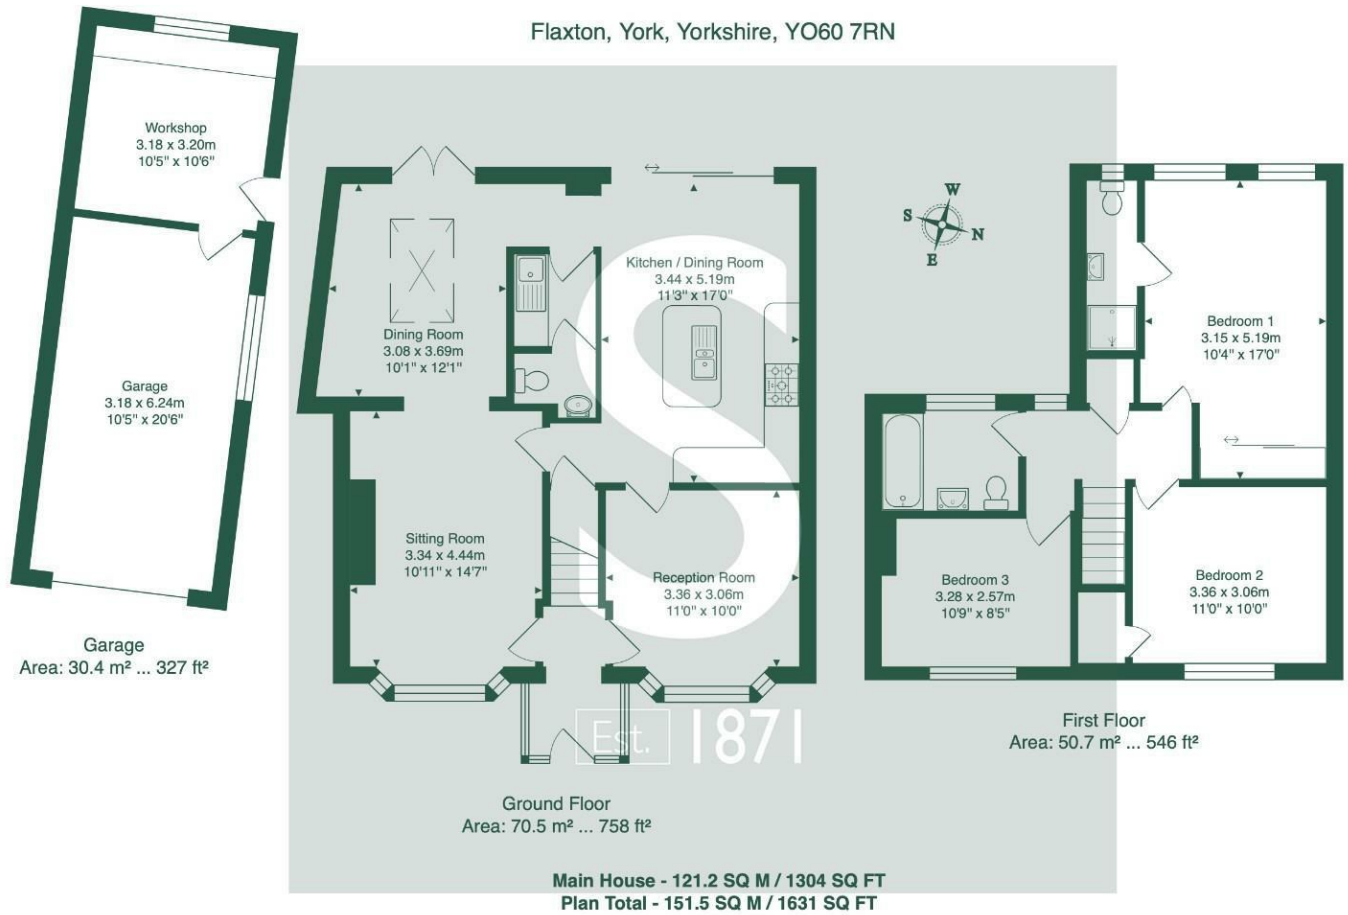 Flaxton, York, Yorkshire, YO60 7RN
Workshop
3.18 x 3.20m
10'5" x 10'6"
Garage
3.18 x 6.24m
10'5" x 20'6"
Garage
Area: 30.4 m² ... 327 ft²
Dining Room
3.08 x 3.69m
10'1" x 12'1"
Kitchen / Dining Room
3.44 x 5.19m
11'3" x 17'0"
Sitting Room
3.34 x 4.44m
10'11" x 14'7"
Reception Room
3.36 x 3.06m
11'0" x 10'0"
Est. 1871
Ground Floor
Area: 70.5 m² ... 758 ft²
W
S
N
E
Bedroom 1
3.15 x 5.19m
10'4" x 17'0"
Bedroom 3
3.28 x 2.57m
10'9" x 8'5"
Bedroom 2
3.36 x 3.06m
11'0" x 10'0"
First Floor
Area: 50.7 m² ... 546 ft²
S
Main House - 121.2 SQ M / 1304 SQ FT
Plan Total - 151.5 SQ M / 1631 SQ FT